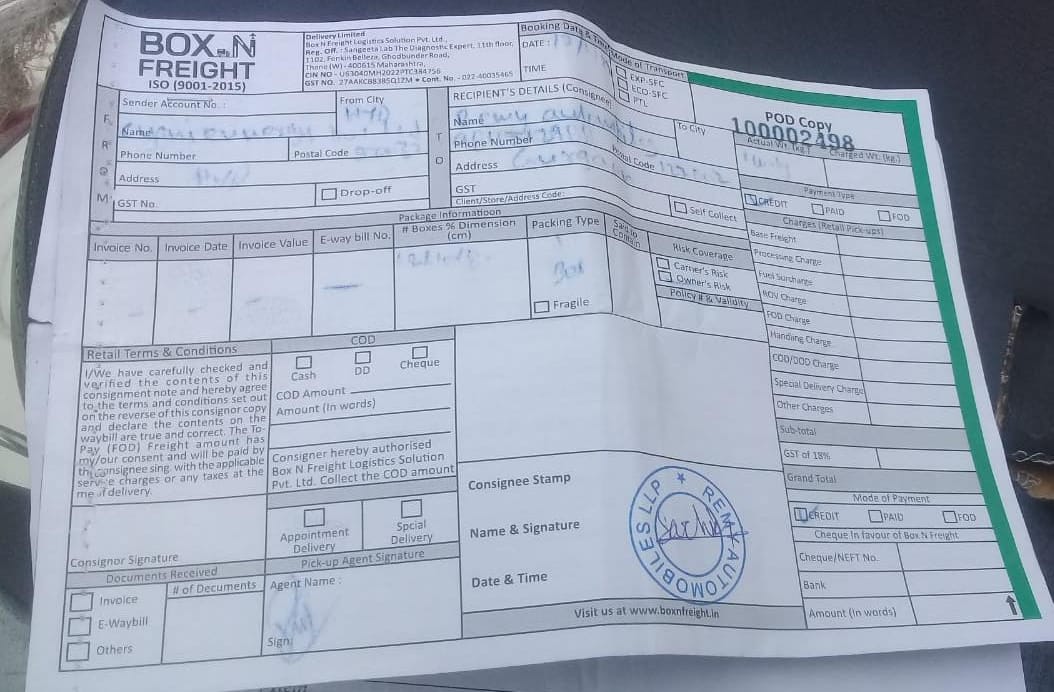 BOX N FREIGHT
ISO (9001-2015)
Delivery Limited
Box N Freight Logistics Solution Pvt. Ltd.,
Reg. Off.: Sangeeta Lab The Diagnostic Expert, 11th floor,
1102, Fenkin Belleza, Ghodbunder Road,
Thane (W) - 400615 Maharashtra,
CIN NO - U63040MH2022PTC384756
GST NO. • Cont. No. - 022-40035465
Booking Data & Time
DATE :
TIME
Mode of Transport
EXP-SFC
ECO-SFC
PTL
POD Copy
100002498
FROM
Sender Account No. :
From City
HYD
Name
Phone Number
Postal Code
Address
GST No.
Drop-off
TO
RECIPIENT'S DETAILS (Consignee)
Name
To City
Phone Number
Postal Code
Address
GST
Client/Store/Address Code:
Self Collect
Actual Wt. (kg.)
Charged Wt. (kg.)
Payment Type
CREDIT
PAID
FOD
Package Informatioon
Invoice No.
Invoice Date
Invoice Value
E-way bill No.
# Boxes % Dimension (cm)
Packing Type
Said to Contain
Box
Fragile
Risk Coverage
Carrier's Risk
Owner's Risk
Policy # & Validity
Charges (Retail Pick-ups)
Base Freight
Processing Charge
Fuel Surcharge
ROV Charge
FOD Charge
Handling Charge
COD/DOD Charge
Special Delivery Charge
Other Charges
Sub-total
GST of 18%
Grand Total
Retail Terms & Conditions
I/We have carefully checked and
verified the contents of this
consignment note and hereby agree
to the terms and conditions set out
on the reverse of this consignor copy
and declare the contents on the
waybill are true and correct. The To-
Pay (FOD) Freight amount has
my/our consent and will be paid by
the consignee sing. with the applicable
service charges or any taxes at the
me of delivery.
Consignor Signature
COD
Cash
DD
Cheque
COD Amount
Amount (In words)
Consigner hereby authorised
Box N Freight Logistics Solution
Pvt. Ltd. Collect the COD amount
Appointment Delivery
Spcial Delivery
Documents Received
# of Documents
Invoice
E-Waybill
Others
Pick-up Agent Signature
Agent Name :
Sign:
Consignee Stamp
Name & Signature
Date & Time
REMY AUTOMOBILES LLP
Sachin
Mode of Payment
CREDIT
PAID
FOD
Cheque In favour of Box N Freight
Cheque/NEFT No.
Bank
Amount (In words)
Visit us at www.boxnfreight.in